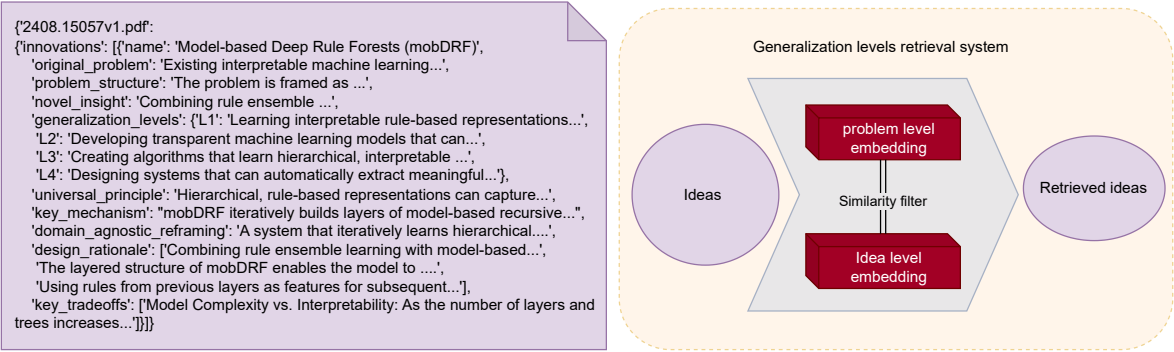 {'2408.15057v1.pdf':
{'innovations': [{'name': 'Model-based Deep Rule Forests (mobDRF)',
'original_problem': 'Existing interpretable machine learning...',
'problem_structure': 'The problem is framed as ...',
'novel_insight': 'Combining rule ensemble ...',
'generalization_levels': {'L1': 'Learning interpretable rule-based representations...',
'L2': 'Developing transparent machine learning models that can...',
'L3': 'Creating algorithms that learn hierarchical, interpretable ...',
'L4': 'Designing systems that can automatically extract meaningful...'},
'universal_principle': 'Hierarchical, rule-based representations can capture...',
'key_mechanism': "mobDRF iteratively builds layers of model-based recursive...",
'domain_agnostic_reframing': 'A system that iteratively learns hierarchical....',
'design_rationale': ['Combining rule ensemble learning with model-based...',
'The layered structure of mobDRF enables the model to ....',
'Using rules from previous layers as features for subsequent...'],
'key_tradeoffs': ['Model Complexity vs. Interpretability: As the number of layers and
trees increases...']}]}
Generalization levels retrieval system
Ideas
problem level
embedding
Similarity filter
Idea level
embedding
Retrieved ideas